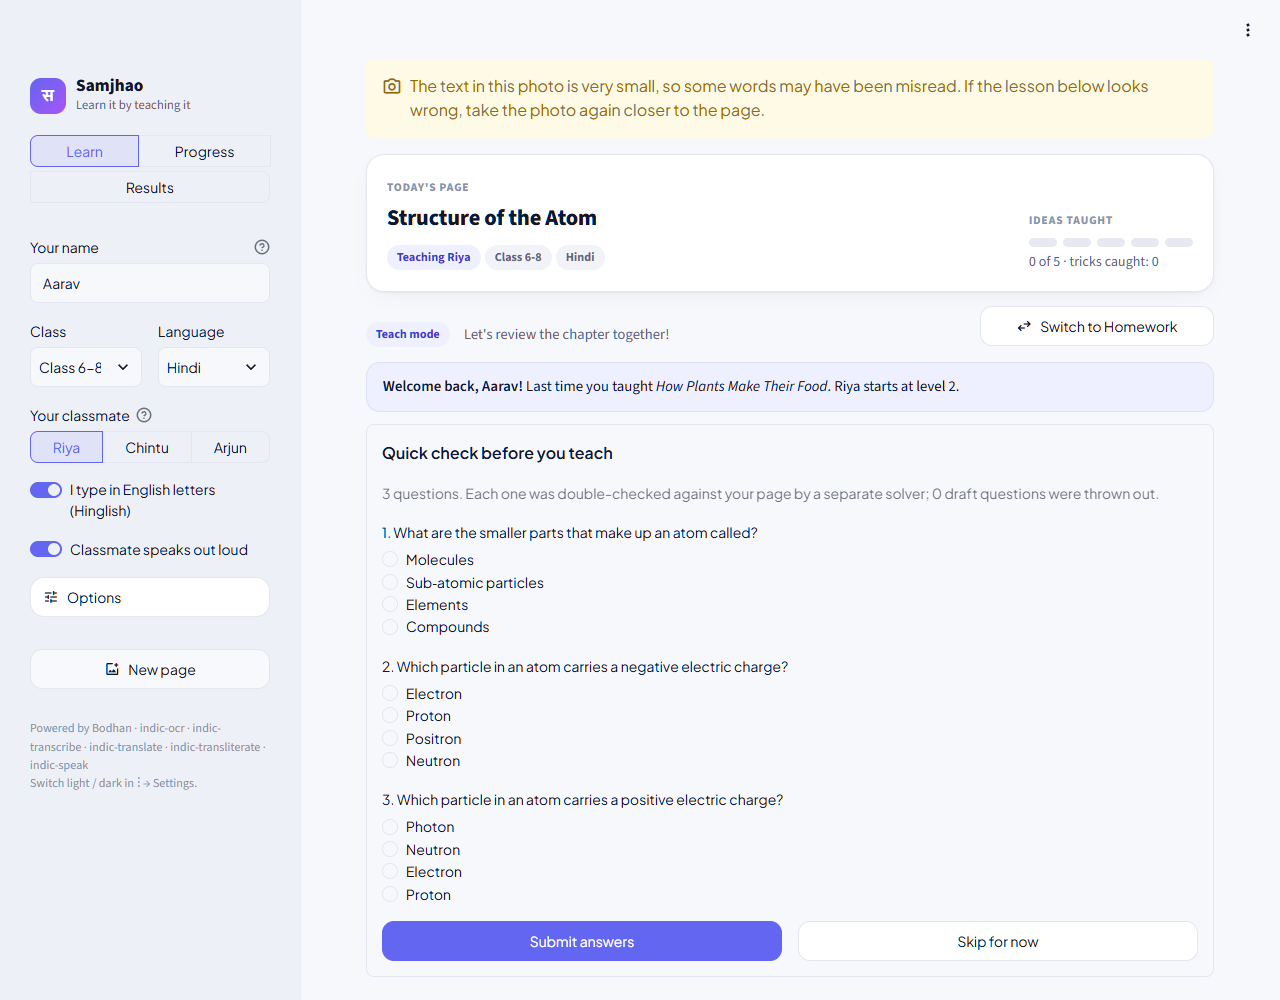 स
Samjhao
Learn it by teaching it
Learn
Progress
Results
Your name
Aarav
Class
Language
Class 6–8
Hindi
Your classmate
Riya
Chintu
Arjun
I type in English letters
(Hinglish)
Classmate speaks out loud
Options
New page
Powered by Bodhan · indic-ocr · indic-
transcribe · indic-translate · indic-transliterate ·
indic-speak
Switch light / dark in ⋮ → Settings.
The text in this photo is very small, so some words may have been misread. If the lesson below looks
wrong, take the photo again closer to the page.
TODAY'S PAGE
Structure of the Atom
Teaching Riya
Class 6-8
Hindi
IDEAS TAUGHT
0 of 5 · tricks caught: 0
Teach mode
Let's review the chapter together!
Switch to Homework
Welcome back, Aarav! Last time you taught How Plants Make Their Food. Riya starts at level 2.
Quick check before you teach
3 questions. Each one was double-checked against your page by a separate solver; 0 draft questions were thrown out.
1. What are the smaller parts that make up an atom called?
Molecules
Sub-atomic particles
Elements
Compounds
2. Which particle in an atom carries a negative electric charge?
Electron
Proton
Positron
Neutron
3. Which particle in an atom carries a positive electric charge?
Photon
Neutron
Electron
Proton
Submit answers
Skip for now